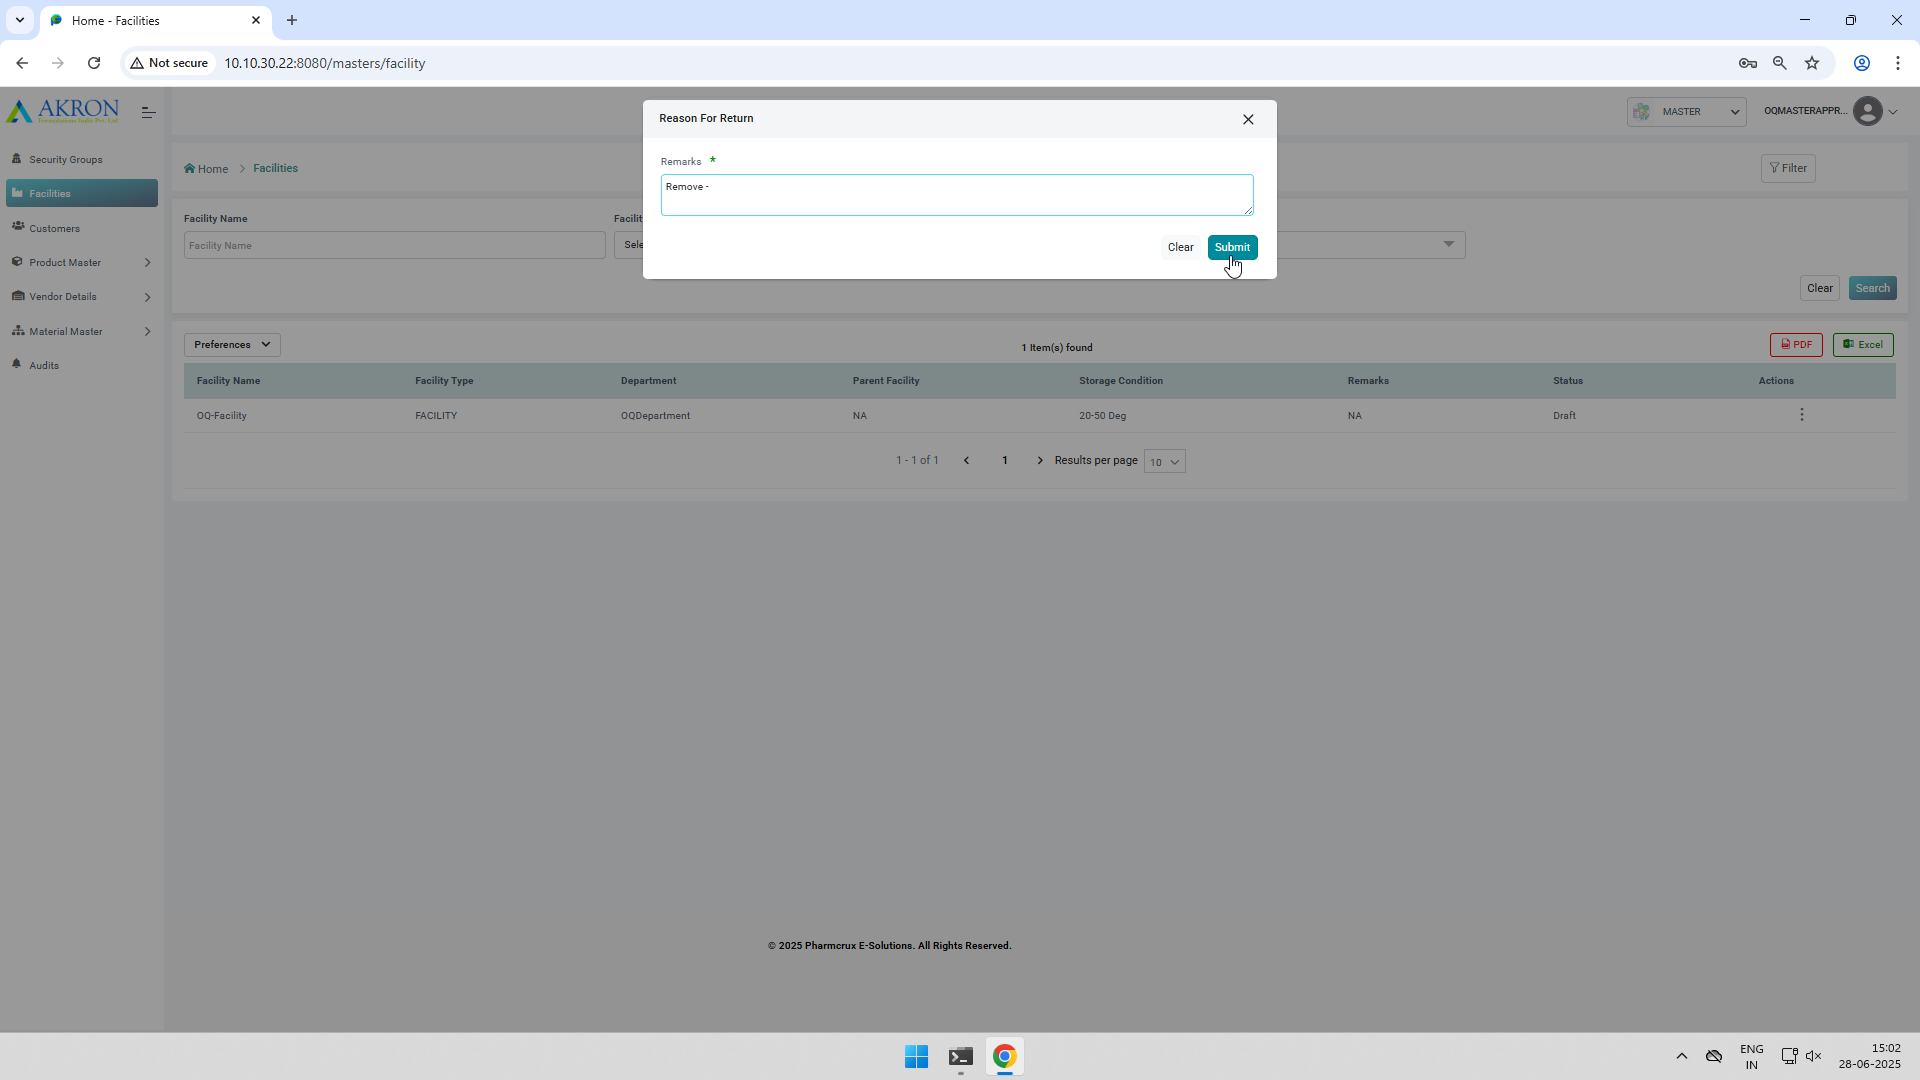 Home - Facilities
Not secure
10.10.30.22:8080/masters/facility
AKRON
MASTER
OQMASTERAPPR...
Reason For Return
Remarks *
Remove -
Clear
Submit
Security Groups
Facilities
Customers
Product Master
Vendor Details
Material Master
Audits
Home > Facilities
Filter
Facility Name
Facility Name
Facilit
Sele
Clear
Search
Preferences
1 Item(s) found
PDF
Excel
Facility Name Facility Type Department Parent Facility Storage Condition Remarks Status Actions
OQ-Facility FACILITY OQDepartment NA 20-50 Deg NA Draft
1 - 1 of 1 < 1 > Results per page 10
© 2025 Pharmcrux E-Solutions. All Rights Reserved.
ENG
IN
15:02
28-06-2025